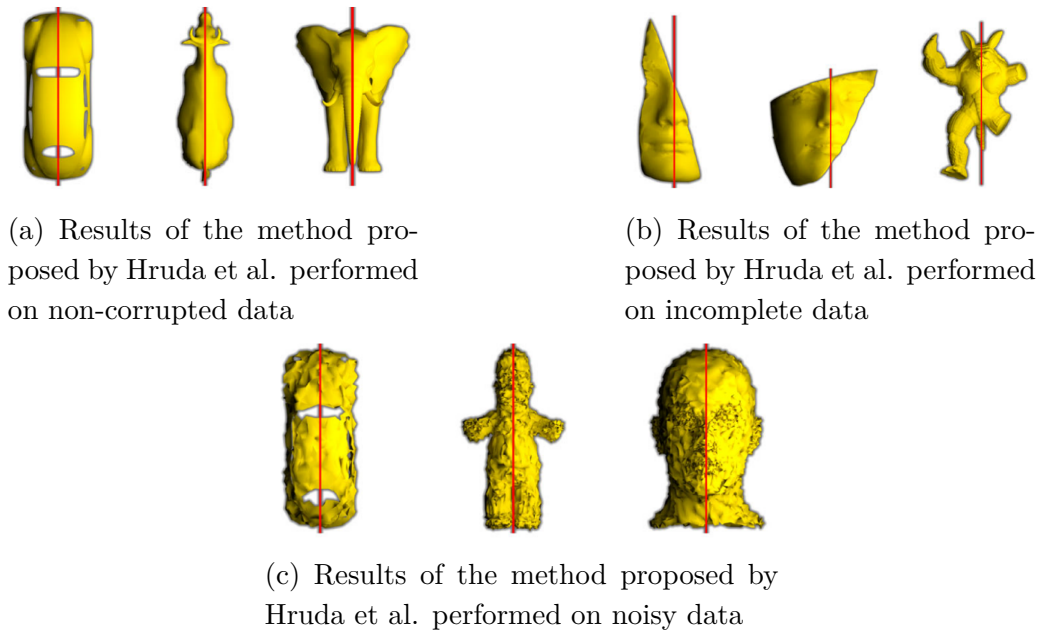 (a) Results of the method pro-
posed by Hruda et al. performed
on non-corrupted data
(b) Results of the method pro-
posed by Hruda et al. performed
on incomplete data
(c) Results of the method proposed by
Hruda et al. performed on noisy data